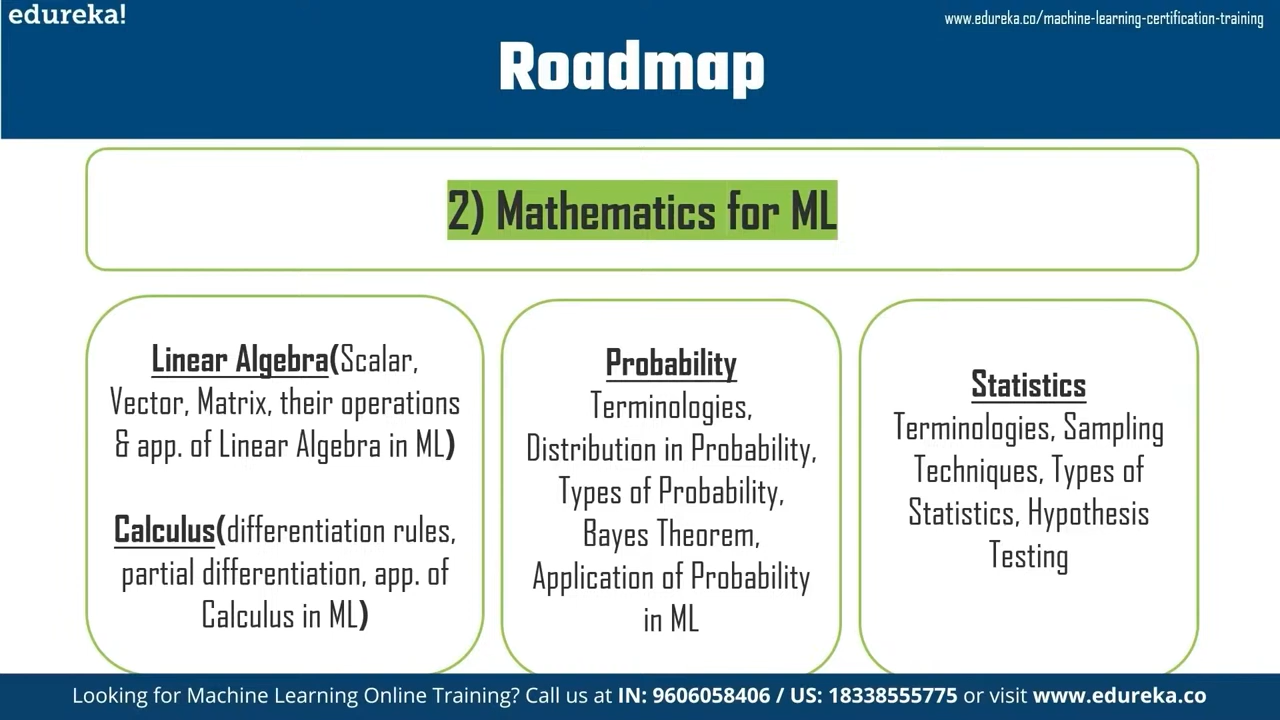 edureka!
www.edureka.co/machine-learning-certification-training
Roadmap
2) Mathematics for ML
Linear Algebra(Scalar,
Vector, Matrix, their operations
& app. of Linear Algebra in ML)
Calculus(differentiation rules,
partial differentiation, app. of
Calculus in ML)
Probability
Terminologies,
Distribution in Probability,
Types of Probability,
Bayes Theorem,
Application of Probability
in ML
Statistics
Terminologies, Sampling
Techniques, Types of
Statistics, Hypothesis
Testing
Looking for Machine Learning Online Training? Call us at IN: 9606058406 / US: 18338555775 or visit www.edureka.co